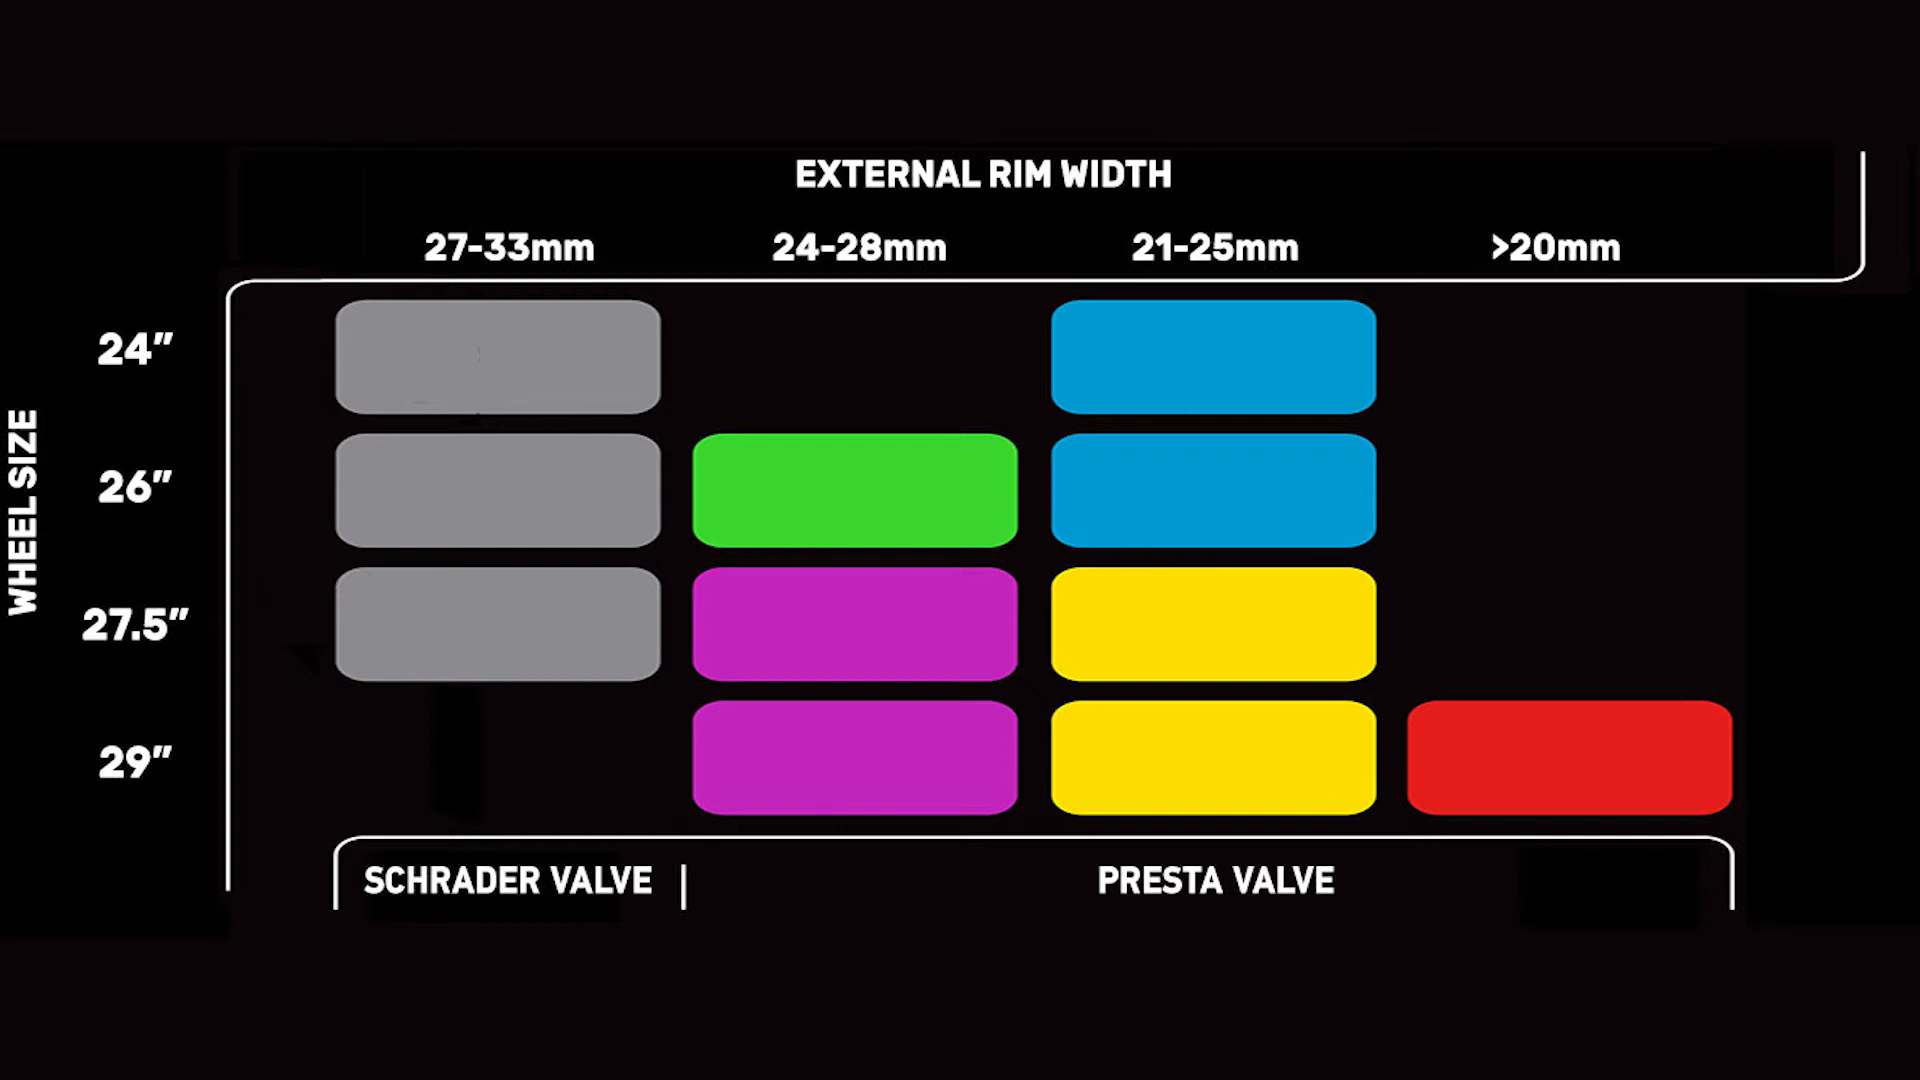 EXTERNAL RIM WIDTH
27-33mm 24-28mm 21-25mm >20mm
WHEEL SIZE
24”
26”
27.5”
29”
SCHRADER VALVE PRESTA VALVE